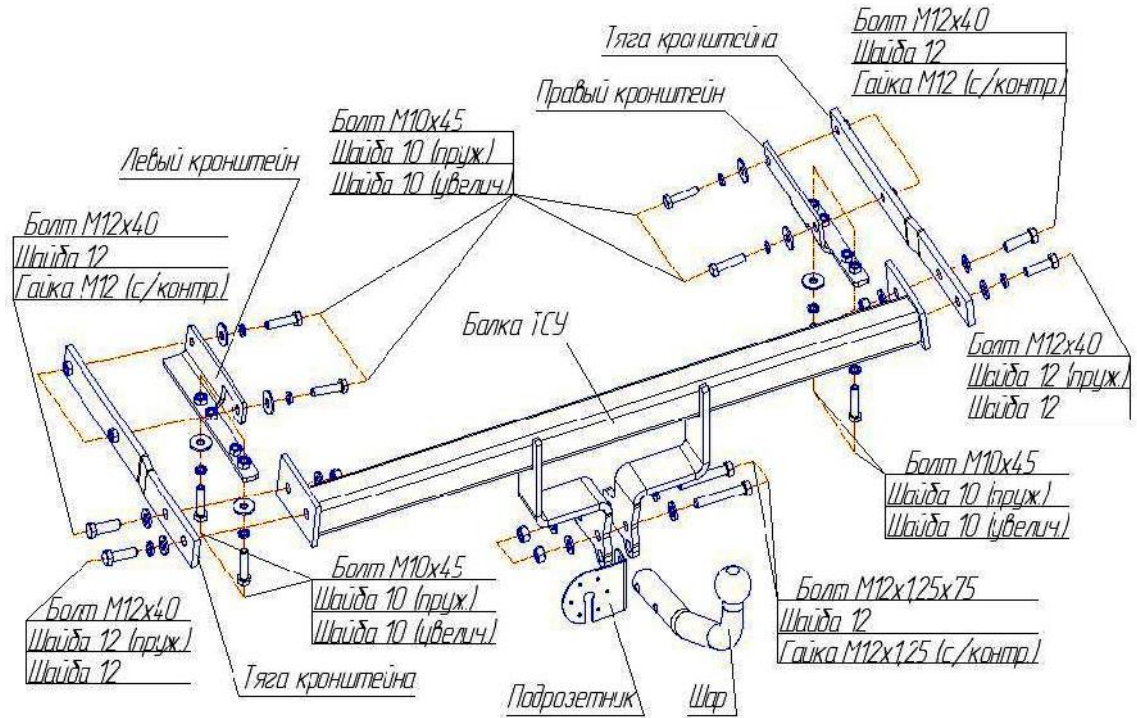 Болт М12х40
Шайба 12
Гайка М12 (с/контр.)
Тяга кронштейна
Правый кронштейн
Болт М10х45
Шайба 10 (пруж.)
Шайба 10 (увелич.)
Левый кронштейн
Болт М12х40
Шайба 12
Гайка М12 (с/контр.)
Балка ТСУ
Болт М12х40
Шайба 12 (пруж.)
Шайба 12
Болт М10х45
Шайба 10 (пруж.)
Шайба 10 (увелич.)
Болт М10х45
Шайба 10 (пруж.)
Шайба 10 (увелич.)
Болт М12х1,25х75
Шайба 12
Гайка М12х1,25 (с/контр.)
Болт М12х40
Шайба 12 (пруж.)
Шайба 12
Тяга кронштейна
Подрозетник
Шар